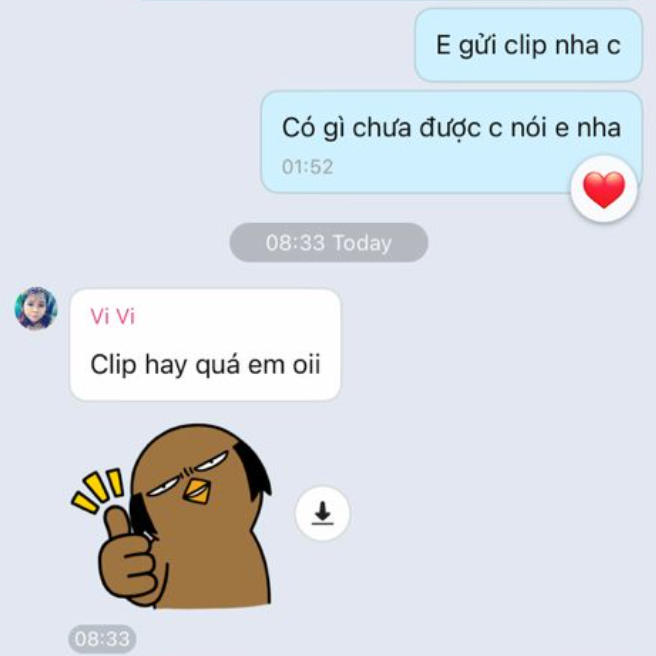 E gửi clip nha c
Có gì chưa được c nói e nha
01:52
08:33 Today
Vi Vi
Clip hay quá em oii
08:33